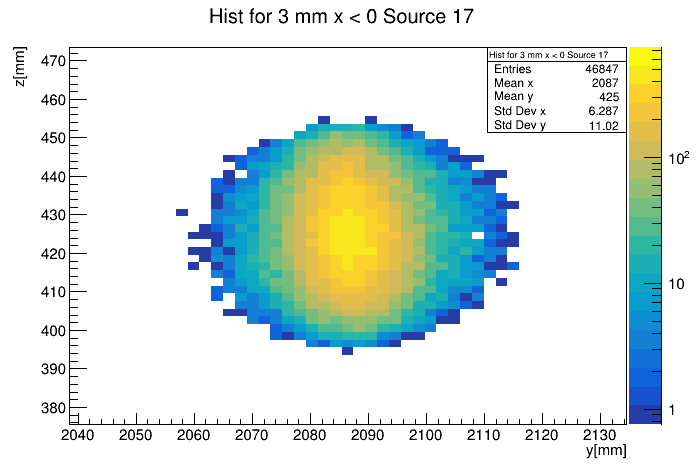 Hist for 3 mm x < 0 Source 17
z[mm]
Hist for 3 mm x < 0 Source 17
Entries 46847
Mean x 2087
Mean y 425
Std Dev x 6.287
Std Dev y 11.02
470
460
450
440
430
420
410
400
390
380
10²
10
1
2040 2050 2060 2070 2080 2090 2100 2110 2120 2130
y[mm]